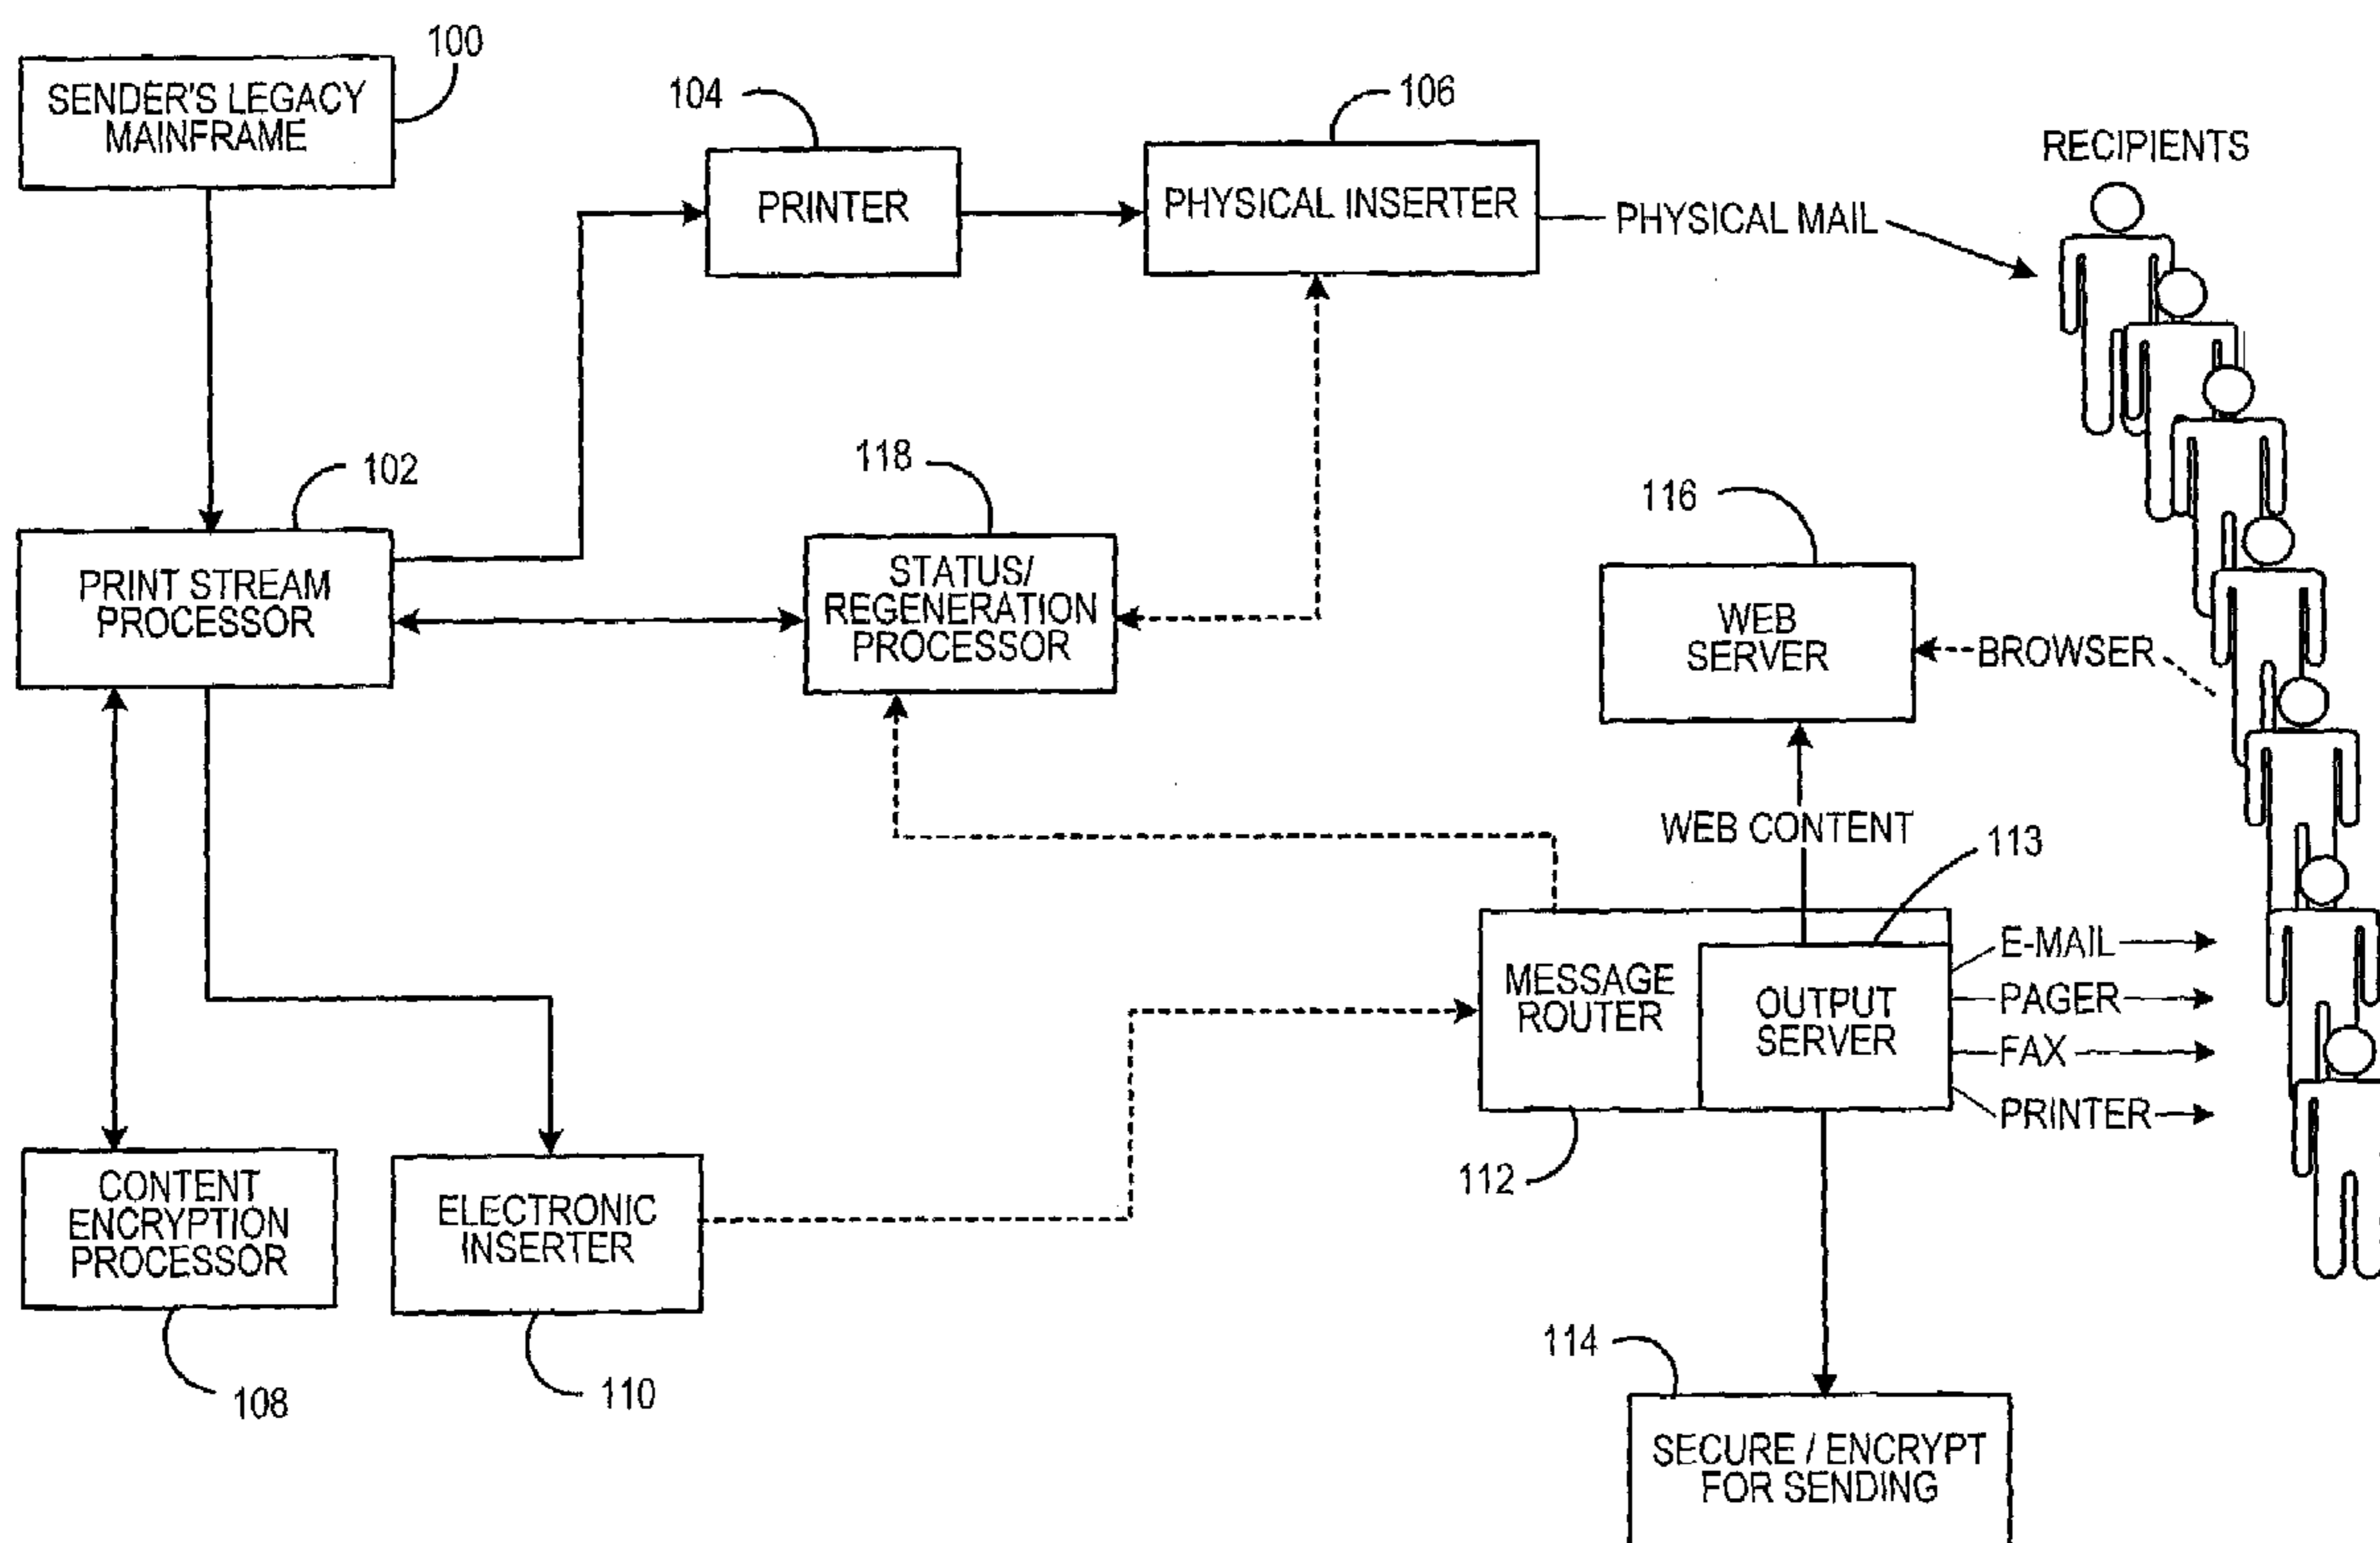 100
SENDER'S LEGACY
MAINFRAME
104
PRINTER
106
PHYSICAL INSERTER
PHYSICAL MAIL
RECIPIENTS
102
PRINT STREAM
PROCESSOR
118
STATUS/
REGENERATION
PROCESSOR
116
WEB
SERVER
BROWSER
WEB CONTENT
113
MESSAGE
ROUTER
OUTPUT
SERVER
E-MAIL
PAGER
FAX
PRINTER
112
CONTENT
ENCRYPTION
PROCESSOR
108
ELECTRONIC
INSERTER
110
114
SECURE / ENCRYPT
FOR SENDING